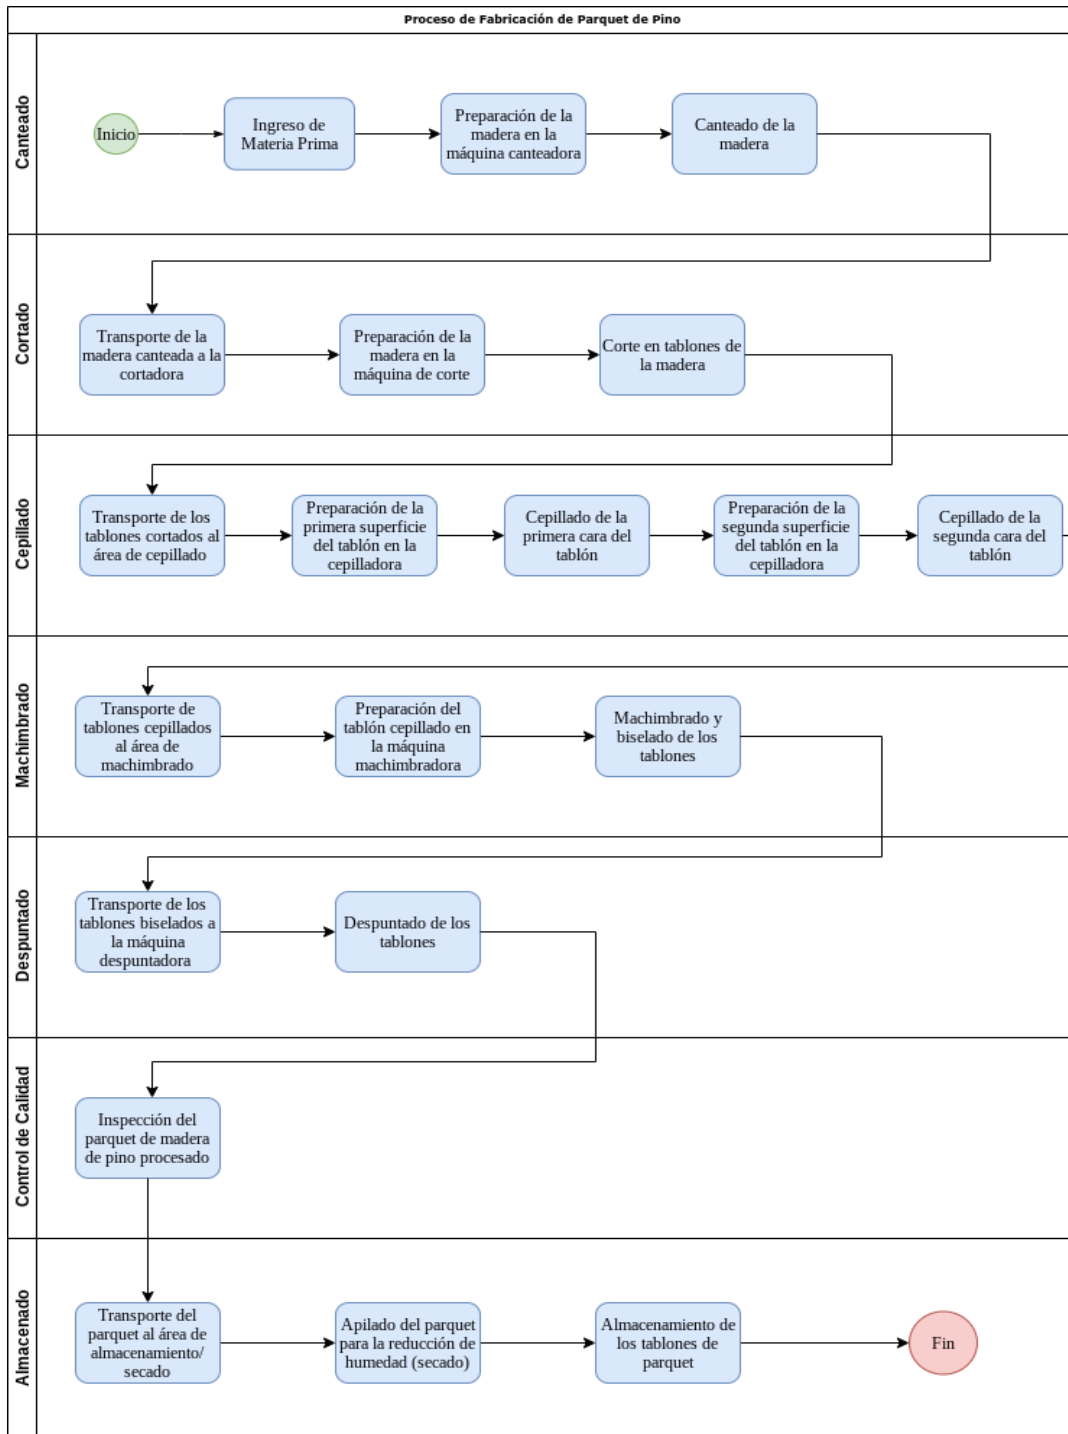 Proceso de Fabricación de Parquet de Pino
Canteado
Inicio
Ingreso de
Materia Prima
Preparación de la
madera en la
máquina canteadora
Canteado de la
madera
Cortado
Transporte de la
madera canteada a la
cortadora
Preparación de la
madera en la
máquina de corte
Corte en tablones de
la madera
Cepillado
Transporte de los
tablones cortados al
área de cepillado
Preparación de la
primera superficie
del tablón en la
cepilladora
Cepillado de la
primera cara del
tablón
Preparación de la
segunda superficie
del tablón en la
cepilladora
Cepillado de la
segunda cara del
tablón
Machimbrado
Transporte de
tablones cepillados
al área de
machimbrado
Preparación del
tablón cepillado en
la máquina
machimbradora
Machimbrado y
biselado de los
tablones
Despuntado
Transporte de los
tablones biselados a
la máquina
despuntadora
Despuntado de los
tablones
Control de Calidad
Inspección del
parquet de madera
de pino procesado
Almacenado
Transporte del
parquet al área de
almacenamiento/
secado
Apilado del parquet
para la reducción de
humedad (secado)
Almacenamiento de
los tablones de
parquet
Fin